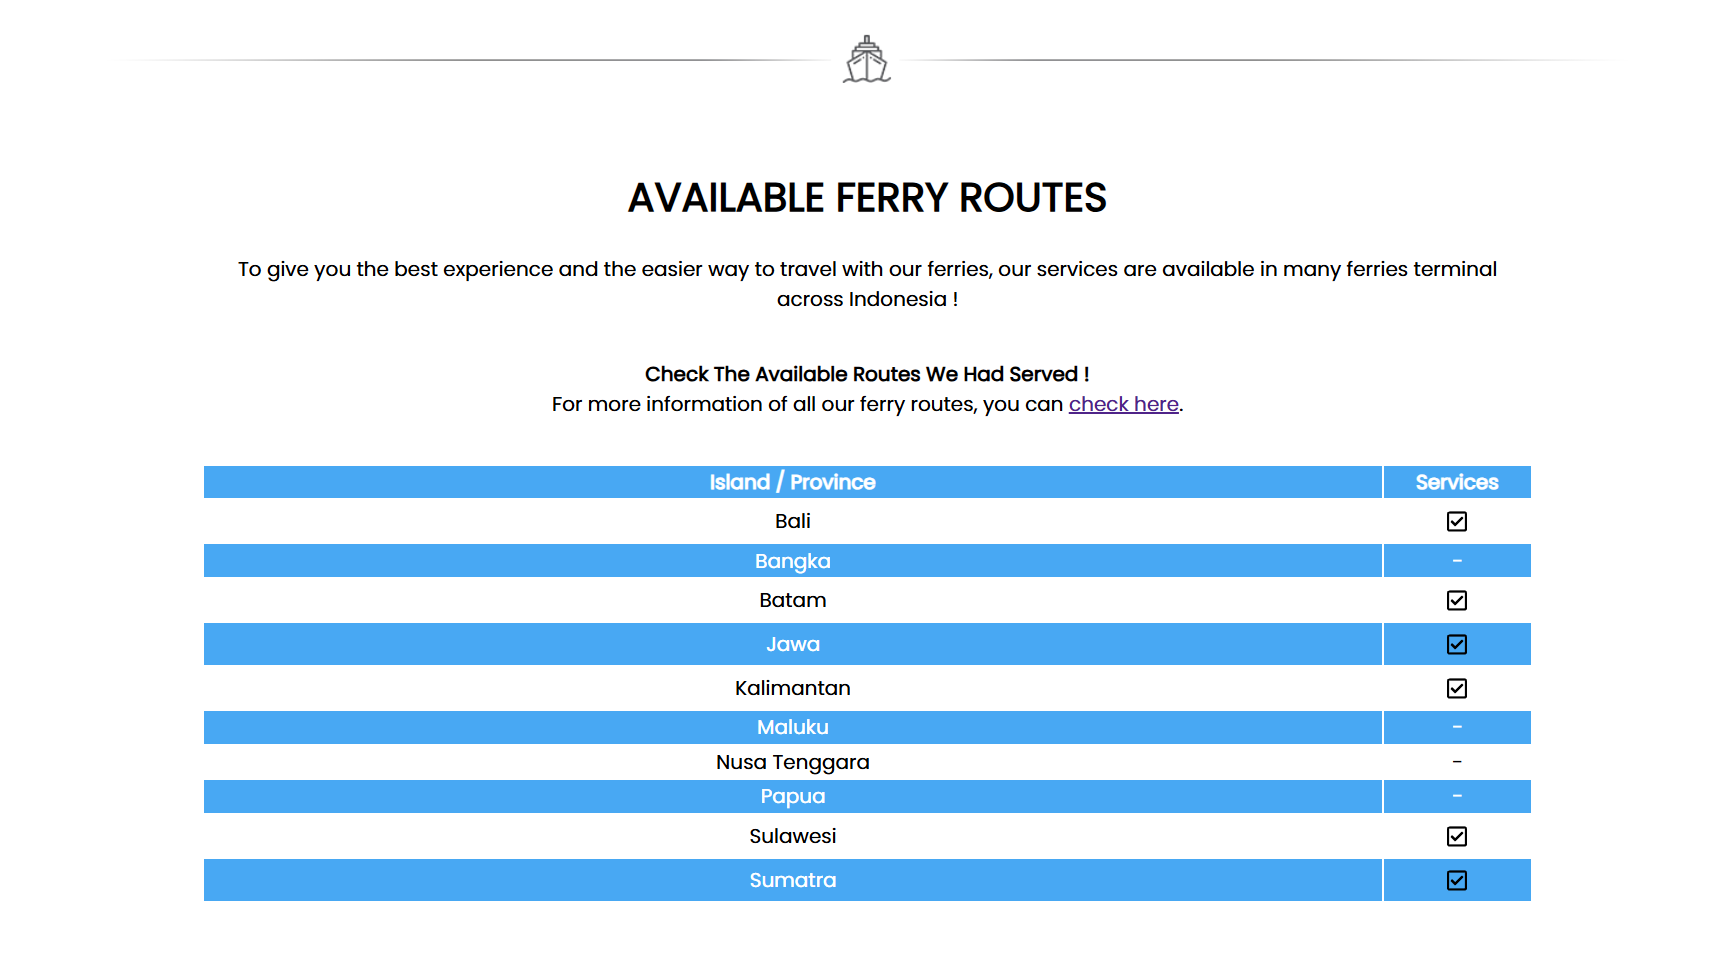 AVAILABLE FERRY ROUTES
To give you the best experience and the easier way to travel with our ferries, our services are available in many ferries terminal
across Indonesia !
Check The Available Routes We Had Served !
For more information of all our ferry routes, you can check here.
Island / Province Services
Bali
Bangka -
Batam
Jawa
Kalimantan
Maluku -
Nusa Tenggara -
Papua -
Sulawesi
Sumatra